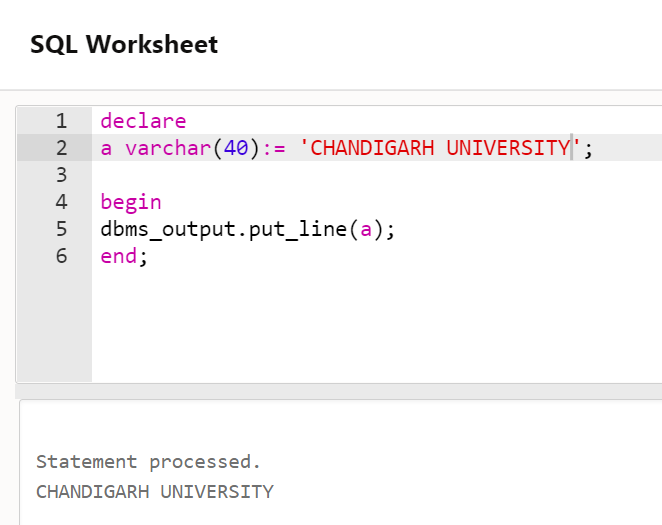 SQL Worksheet
1 declare
2 a varchar(40):= 'CHANDIGARH UNIVERSITY';
3
4 begin
5 dbms_output.put_line(a);
6 end;
Statement processed.
CHANDIGARH UNIVERSITY